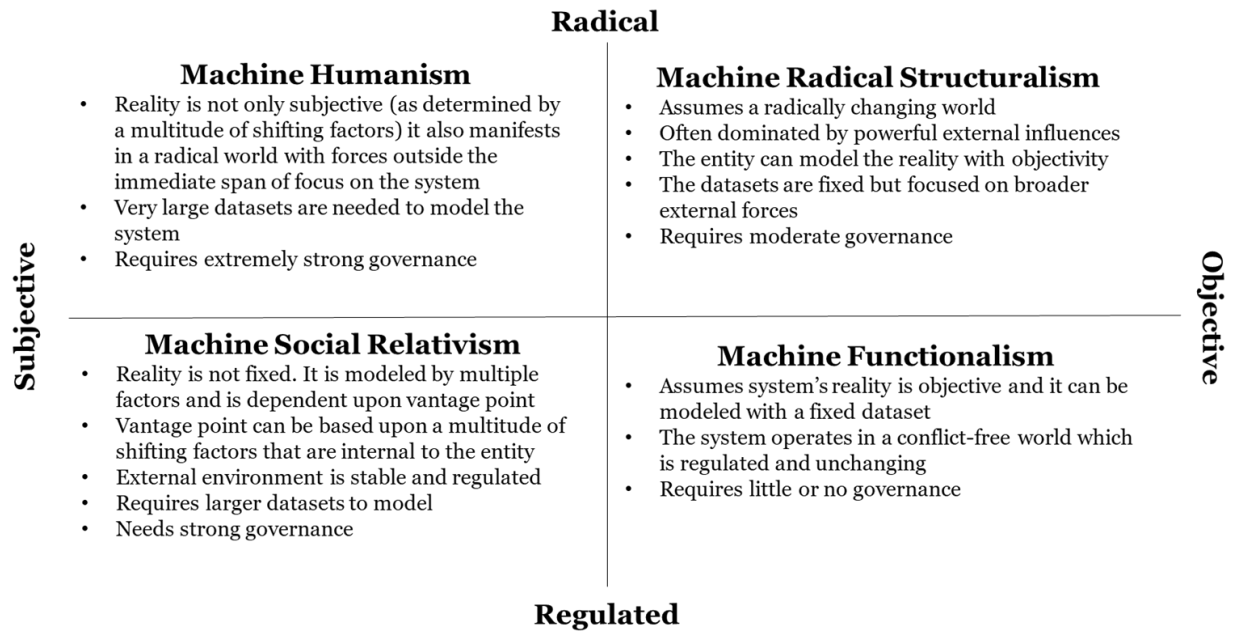 Radical
Machine Humanism
• Reality is not only subjective (as determined by
a multitude of shifting factors) it also manifests
in a radical world with forces outside the
immediate span of focus on the system
• Very large datasets are needed to model the
system
• Requires extremely strong governance
Machine Radical Structuralism
• Assumes a radically changing world
• Often dominated by powerful external influences
• The entity can model the reality with objectivity
• The datasets are fixed but focused on broader
external forces
• Requires moderate governance
Subjective
Objective
Machine Social Relativism
• Reality is not fixed. It is modeled by multiple
factors and is dependent upon vantage point
• Vantage point can be based upon a multitude of
shifting factors that are internal to the entity
• External environment is stable and regulated
• Requires larger datasets to model
• Needs strong governance
Machine Functionalism
• Assumes system’s reality is objective and it can be
modeled with a fixed dataset
• The system operates in a conflict-free world which
is regulated and unchanging
• Requires little or no governance
Regulated